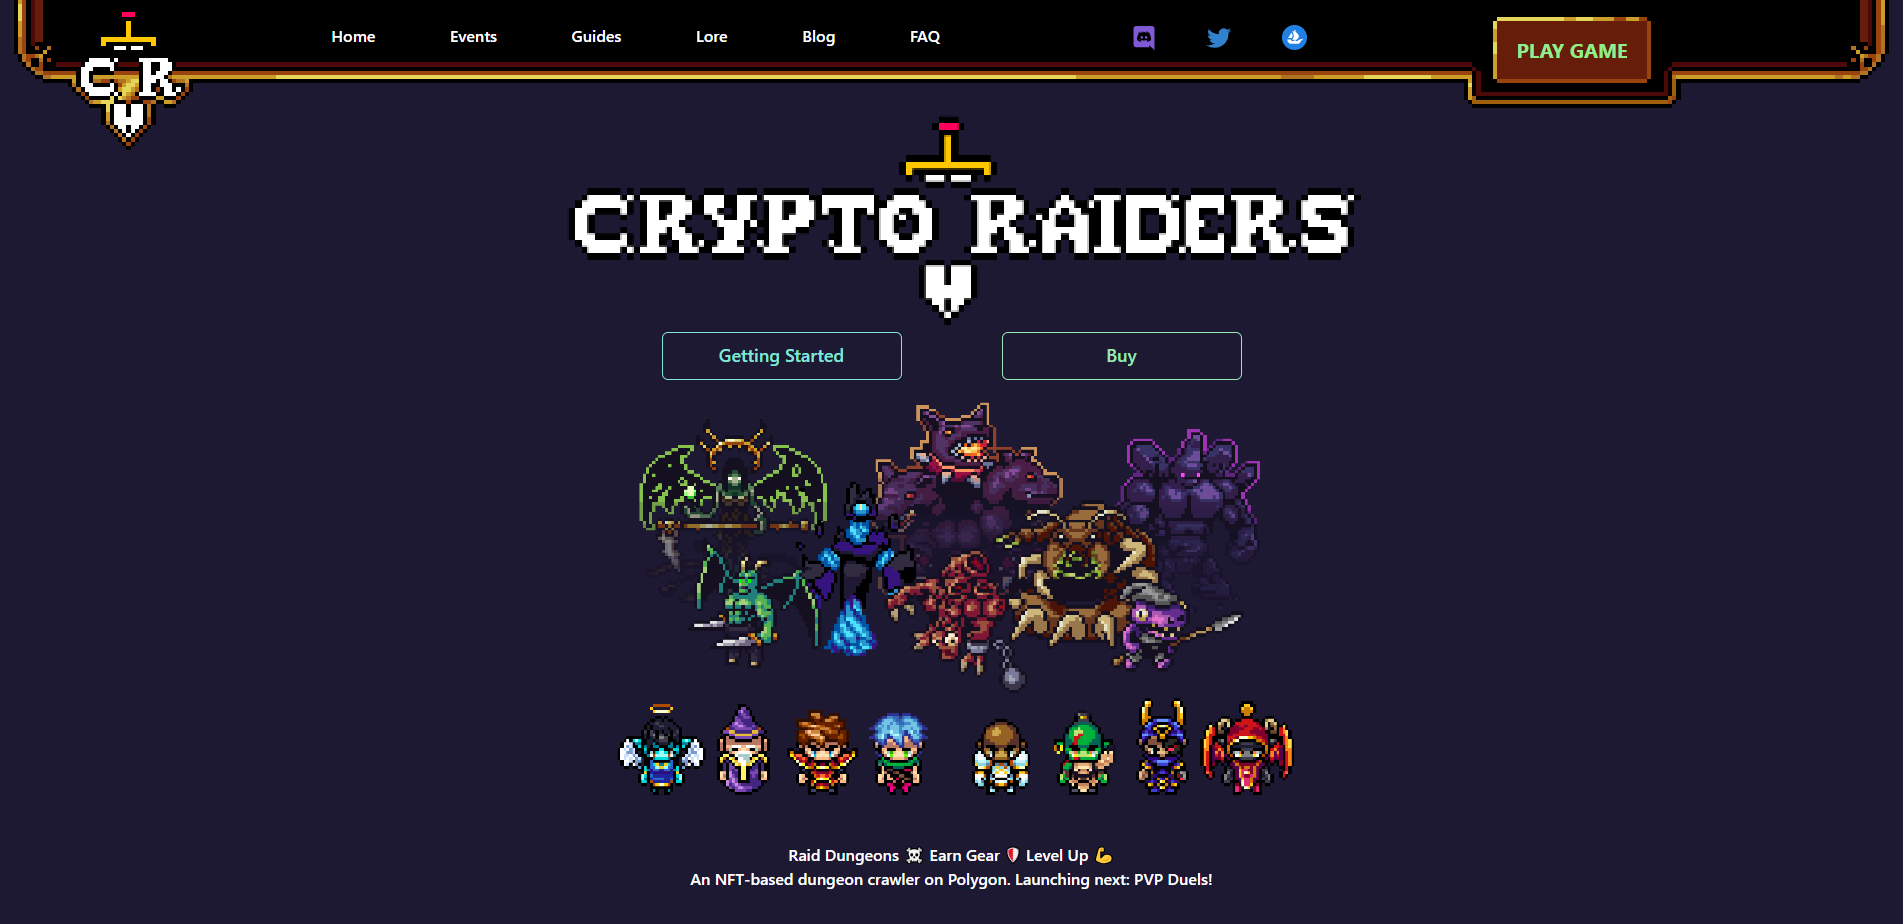 Home
Events
Guides
Lore
Blog
FAQ
PLAY GAME
C R
CRYPTO RAIDERS
Getting Started
Buy
Raid Dungeons ☠️ Earn Gear 🛡️ Level Up 💪
An NFT-based dungeon crawler on Polygon. Launching next: PVP Duels!